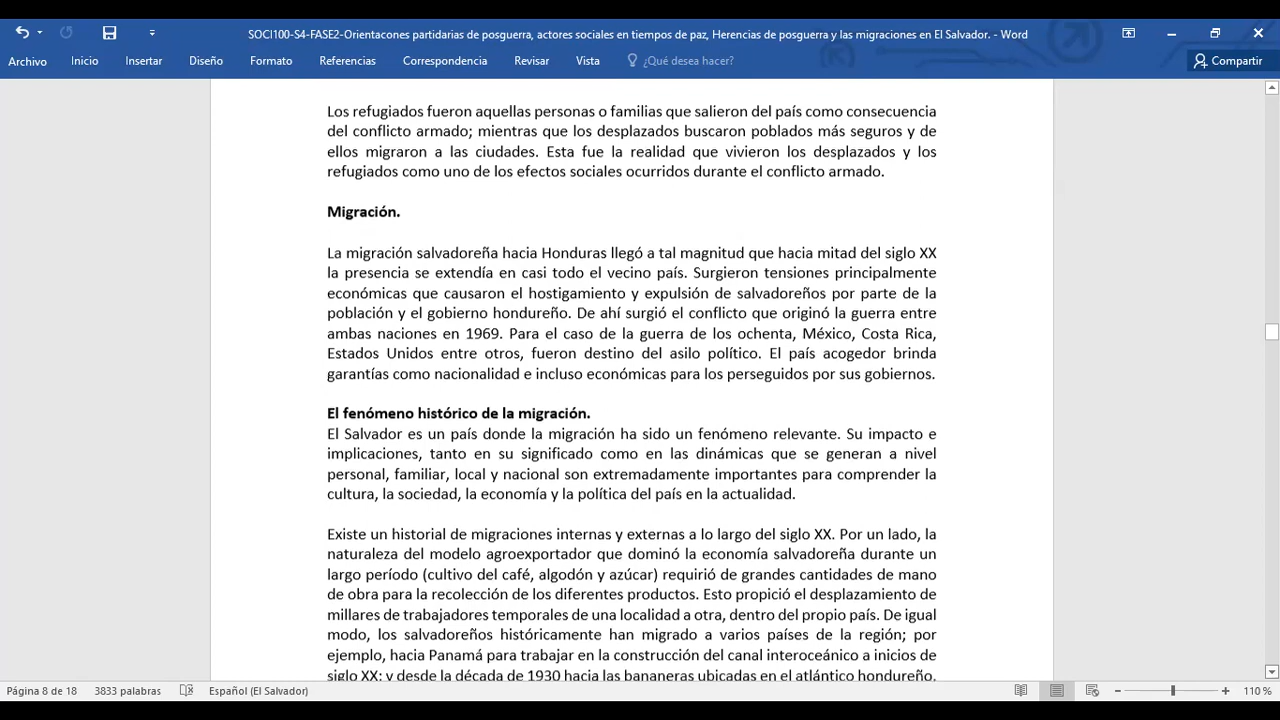 SOCI100-S4-FASE2-Orientacones partidarias de posguerra, actores sociales en tiempos de paz, Herencias de posguerra y las migraciones en El Salvador. - Word
Archivo Inicio Insertar Diseño Formato Referencias Correspondencia Revisar Vista ¿Qué desea hacer? Compartir
Los refugiados fueron aquellas personas o familias que salieron del país como consecuencia
del conflicto armado; mientras que los desplazados buscaron poblados más seguros y de
ellos migraron a las ciudades. Esta fue la realidad que vivieron los desplazados y los
refugiados como uno de los efectos sociales ocurridos durante el conflicto armado.
Migración.
La migración salvadoreña hacia Honduras llegó a tal magnitud que hacia mitad del siglo XX
la presencia se extendía en casi todo el vecino país. Surgieron tensiones principalmente
económicas que causaron el hostigamiento y expulsión de salvadoreños por parte de la
población y el gobierno hondureño. De ahí surgió el conflicto que originó la guerra entre
ambas naciones en 1969. Para el caso de la guerra de los ochenta, México, Costa Rica,
Estados Unidos entre otros, fueron destino del asilo político. El país acogedor brinda
garantías como nacionalidad e incluso económicas para los perseguidos por sus gobiernos.
El fenómeno histórico de la migración.
El Salvador es un país donde la migración ha sido un fenómeno relevante. Su impacto e
implicaciones, tanto en su significado como en las dinámicas que se generan a nivel
personal, familiar, local y nacional son extremadamente importantes para comprender la
cultura, la sociedad, la economía y la política del país en la actualidad.
Existe un historial de migraciones internas y externas a lo largo del siglo XX. Por un lado, la
naturaleza del modelo agroexportador que dominó la economía salvadoreña durante un
largo período (cultivo del café, algodón y azúcar) requirió de grandes cantidades de mano
de obra para la recolección de los diferentes productos. Esto propició el desplazamiento de
millares de trabajadores temporales de una localidad a otra, dentro del propio país. De igual
modo, los salvadoreños históricamente han migrado a varios países de la región; por
ejemplo, hacia Panamá para trabajar en la construcción del canal interoceánico a inicios de
siglo XX; y desde la década de 1930 hacia las bananeras ubicadas en el atlántico hondureño.
Página 8 de 18 3833 palabras Español (El Salvador) 110 %